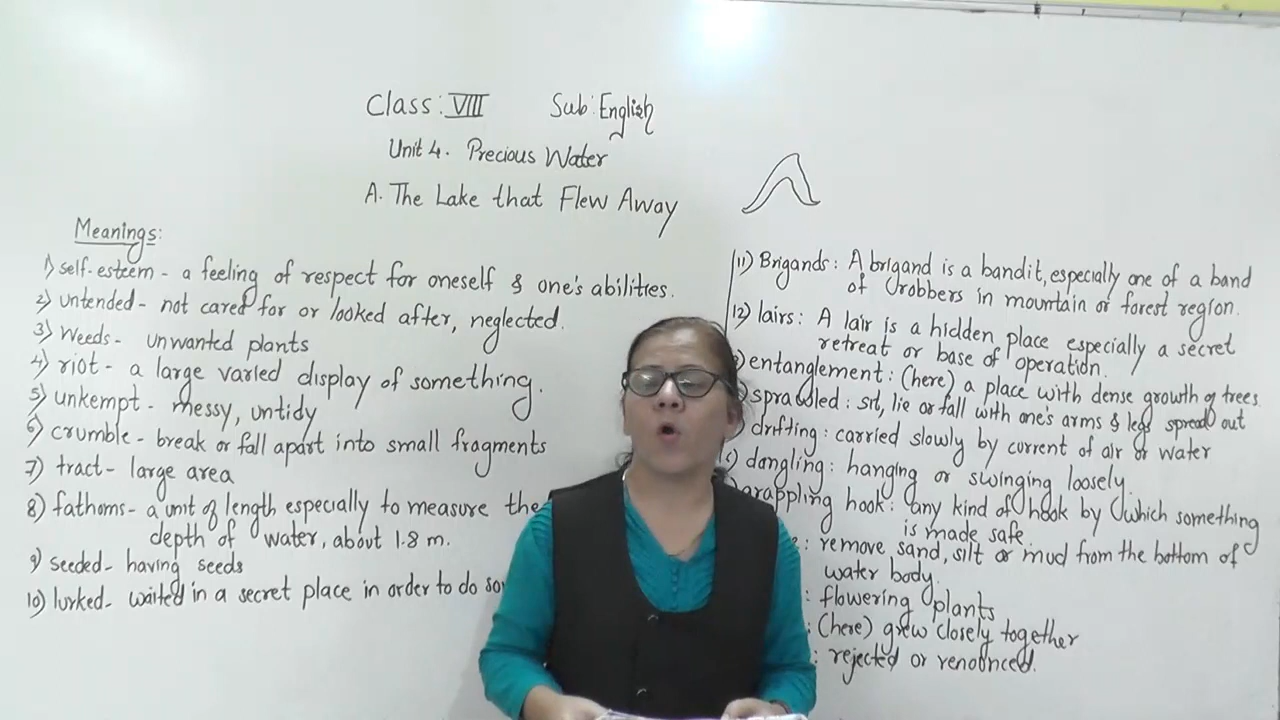 Class: VIII Sub: English
Unit 4. Precious Water
A. The Lake that Flew Away
Meanings:
1) self-esteem - a feeling of respect for oneself & one's abilities.
2) untended - not cared for or looked after, neglected.
3) Weeds - unwanted plants
4) riot - a large varied display of something.
5) unkempt - messy, untidy
6) crumble - break or fall apart into small fragments
7) tract - large area
8) fathoms - a unit of length especially to measure the
depth of water, about 1.8 m.
9) seeded - having seeds
10) lurked - waited in a secret place in order to do
11) Brigands: A brigand is a bandit, especially one of a band
of robbers in mountain or forest region.
12) lairs: A lair is a hidden place especially a secret
retreat or base of operation.
) entanglement: (here) a place with dense growth of trees
) sprawled: sit, lie or fall with one's arms & legs spread out
) drifting: carried slowly by current of air or water
) dangling: hanging or swinging loosely.
grappling hook: any kind of hook by which something
is made safe.
: remove sand, silt or mud from the bottom of
water body.
: flowering plants
: (here) grew closely together
: rejected or renounced.